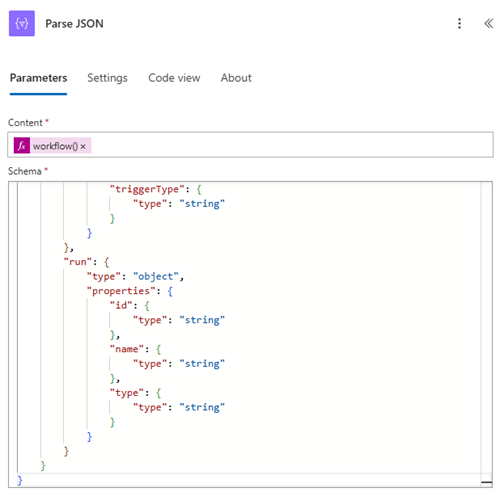 {v} Parse JSON
Parameters Settings Code view About
Content *
fx workflow() ×
Schema *
"triggerType": {
"type": "string"
}
}
},
"run": {
"type": "object",
"properties": {
"id": {
"type": "string"
},
"name": {
"type": "string"
},
"type": {
"type": "string"
}
}
}
}
}